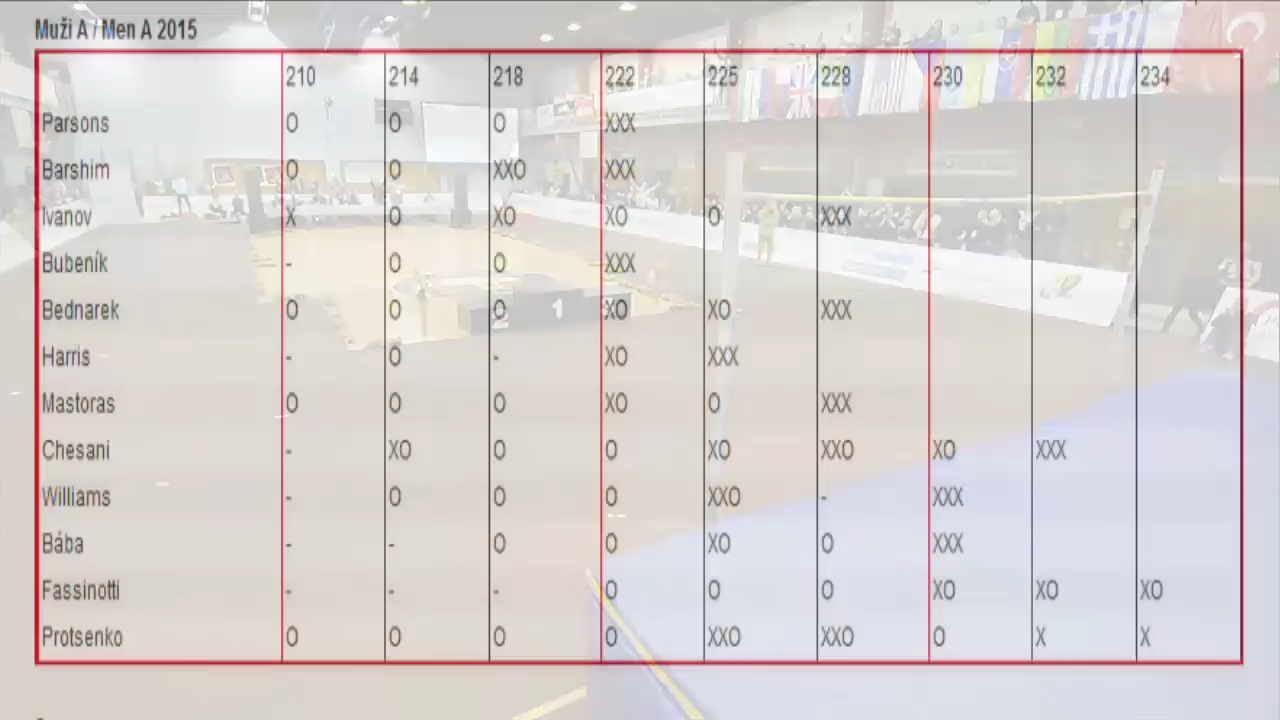 Muži A / Men A 2015
210 214 218 222 225 228 230 232 234
Parsons O O O XXX
Barshim O O XXO XXX
Ivanov X O XO XO O XXX
Bubeník - O O XXX
Bednarek O O O XO XO XXX
Harris - O - XO XXX
Mastoras O O O XO O XXX
Chesani - XO O O XO XXO XO XXX
Williams - O O O XXO - XXX
Bába - - O O XO O XXX
Fassinotti - - - O O O XO XO XO
Protsenko O O O O XXO XXO O X X
1
2